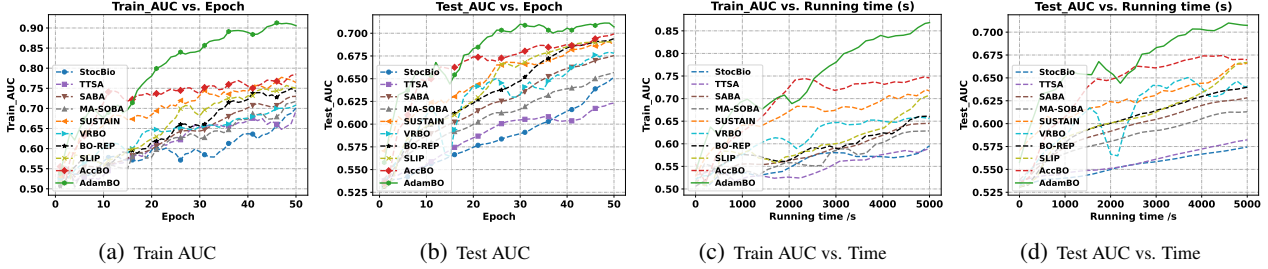 Train_AUC vs. Epoch
Train_AUC
0.90
0.85
0.80
0.75
0.70
0.65
0.60
0.55
0.50
StocBio
TTSA
SABA
MA-SOBA
SUSTAIN
VRBO
BO-REP
SLIP
AccBO
AdamBO
0 10 20 30 40 50
Epoch
(a) Train AUC
Test_AUC vs. Epoch
Test_AUC
0.700
0.675
0.650
0.625
0.600
0.575
0.550
0.525
StocBio
TTSA
SABA
MA-SOBA
SUSTAIN
VRBO
BO-REP
SLIP
AccBO
AdamBO
0 10 20 30 40 50
Epoch
(b) Test AUC
Train_AUC vs. Running time (s)
Train_AUC
0.85
0.80
0.75
0.70
0.65
0.60
0.55
0.50
StocBio
TTSA
SABA
MA-SOBA
SUSTAIN
VRBO
BO-REP
SLIP
AccBO
AdamBO
0 1000 2000 3000 4000 5000
Running time /s
(c) Train AUC vs. Time
Test_AUC vs. Running time (s)
Test_AUC
0.700
0.675
0.650
0.625
0.600
0.575
0.550
0.525
StocBio
TTSA
SABA
MA-SOBA
SUSTAIN
VRBO
BO-REP
SLIP
AccBO
AdamBO
0 1000 2000 3000 4000 5000
Running time /s
(d) Test AUC vs. Time